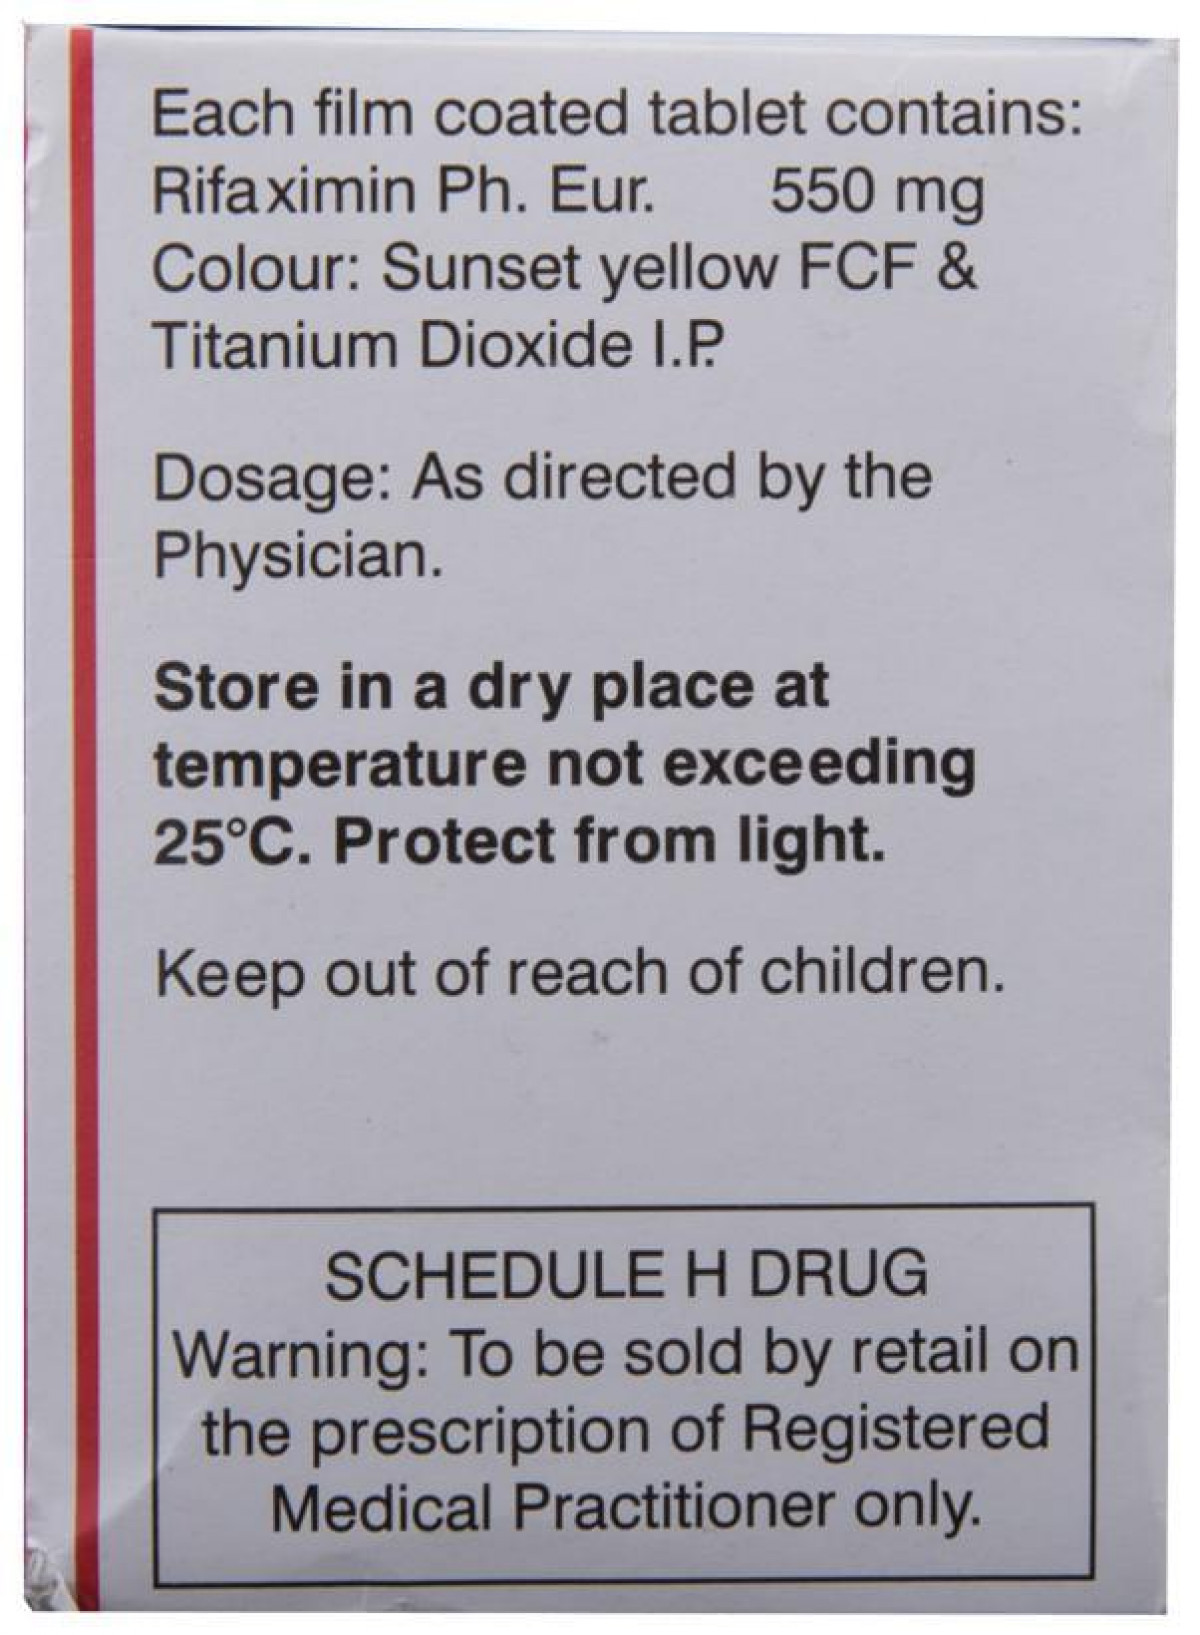 Each film coated tablet contains:
Rifaximin Ph. Eur. 550 mg
Colour: Sunset yellow FCF &
Titanium Dioxide I.P.
Dosage: As directed by the
Physician.
Store in a dry place at
temperature not exceeding
25°C. Protect from light.
Keep out of reach of children.
SCHEDULE H DRUG
Warning: To be sold by retail on
the prescription of Registered
Medical Practitioner only.